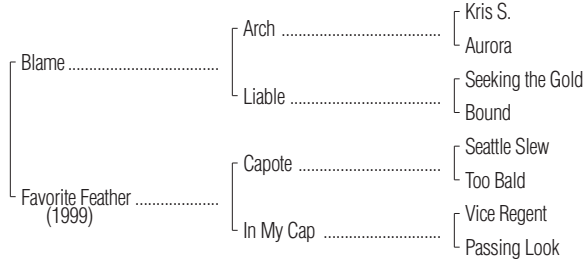 Kris S.
Arch ................................................
Aurora
Blame ...................................
Seeking the Gold
Liable ................................................
Bound
Seattle Slew
Capote ................................................
Too Bald
Favorite Feather ....................
(1999)
Vice Regent
In My Cap ................................
Passing Look